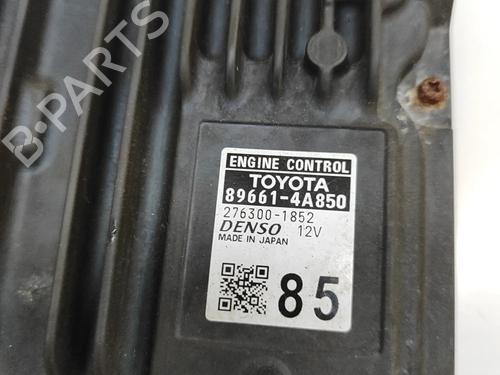 B-PARTS
ENGINE CONTROL
TOYOTA
89661-4A850
276300-1852
DENSO 12V
MADE IN JAPAN
85